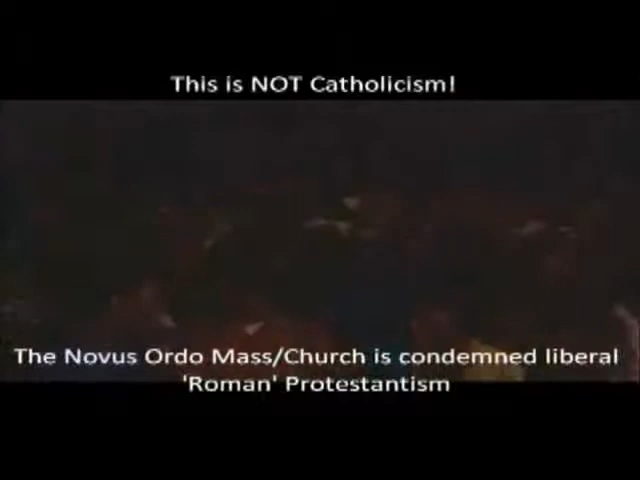 This is NOT Catholicism!
The Novus Ordo Mass/Church is condemned liberal
'Roman' Protestantism